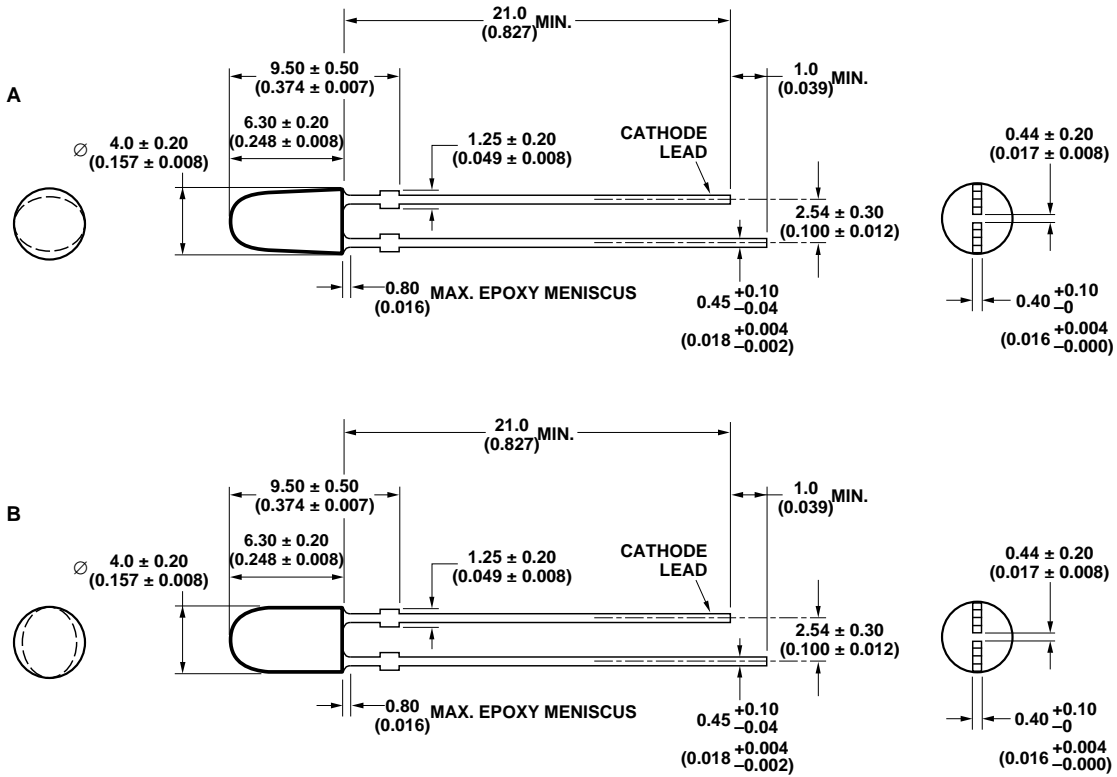 21.0
(0.827)
MIN.
9.50 ± 0.50
(0.374 ± 0.007)
1.0
(0.039)
MIN.
A
6.30 ± 0.20
(0.248 ± 0.008)
∅ 4.0 ± 0.20
(0.157 ± 0.008)
1.25 ± 0.20
(0.049 ± 0.008)
CATHODE
LEAD
0.44 ± 0.20
(0.017 ± 0.008)
2.54 ± 0.30
(0.100 ± 0.012)
0.80
(0.016)
MAX. EPOXY MENISCUS
0.45 +0.10
–0.04
(0.018 +0.004
–0.002)
0.40 +0.10
–0
(0.016 +0.004
–0.000)
21.0
(0.827)
MIN.
9.50 ± 0.50
(0.374 ± 0.007)
1.0
(0.039)
MIN.
B
6.30 ± 0.20
(0.248 ± 0.008)
∅ 4.0 ± 0.20
(0.157 ± 0.008)
1.25 ± 0.20
(0.049 ± 0.008)
CATHODE
LEAD
0.44 ± 0.20
(0.017 ± 0.008)
2.54 ± 0.30
(0.100 ± 0.012)
0.80
(0.016)
MAX. EPOXY MENISCUS
0.45 +0.10
–0.04
(0.018 +0.004
–0.002)
0.40 +0.10
–0
(0.016 +0.004
–0.000)